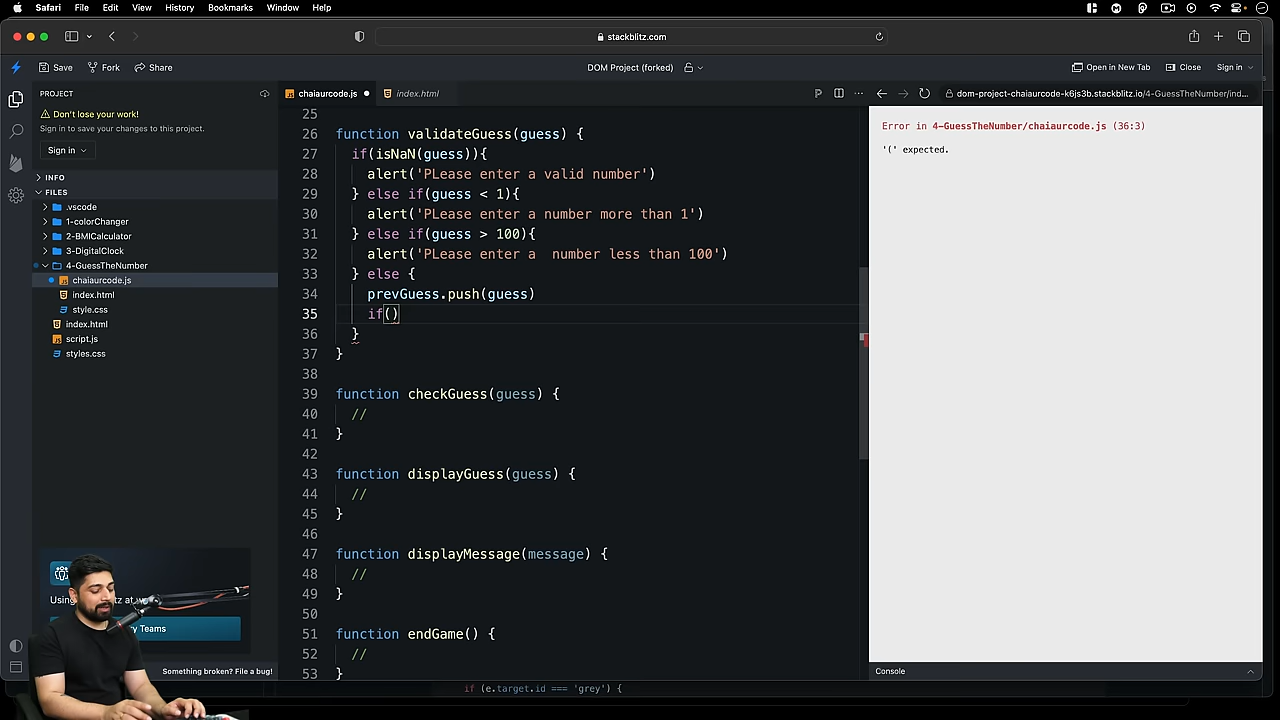 Safari File Edit View History Bookmarks Window Help
stackblitz.com
Save Fork Share DOM Project (forked) Open in New Tab Close Sign in
PROJECT
Don't lose your work!
Sign in to save your changes to this project.
Sign in
INFO
FILES
.vscode
1-colorChanger
2-BMICalculator
3-DigitalClock
4-GuessTheNumber
chaiaurcode.js
index.html
style.css
index.html
script.js
styles.css
Teams
Something broken? File a bug!
chaiaurcode.js index.html
25
26 function validateGuess(guess) {
27 if(isNaN(guess)){
28 alert('PLease enter a valid number')
29 } else if(guess < 1){
30 alert('PLease enter a number more than 1')
31 } else if(guess > 100){
32 alert('PLease enter a  number less than 100')
33 } else {
34 prevGuess.push(guess)
35 if()
36 }
37 }
38
39 function checkGuess(guess) {
40 //
41 }
42
43 function displayGuess(guess) {
44 //
45 }
46
47 function displayMessage(message) {
48 //
49 }
50
51 function endGame() {
52 //
53 }
if (e.target.id === 'grey') {
dom-project-chaiaurcode-k6js3b.stackblitz.io/4-GuessTheNumber/ind...
Error in 4-GuessTheNumber/chaiaurcode.js (36:3)
'(' expected.
Console